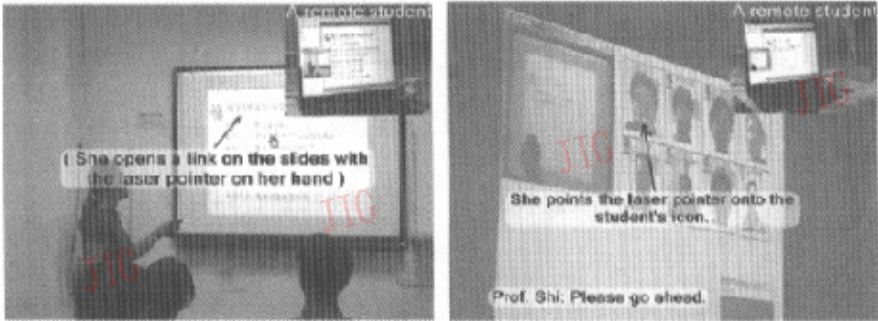 A remote student
( She opens a link on the slides with
the laser pointer on her hand )
JIG
JIG
A remote student
JIG
JIG
She points the laser pointer onto the
student's icon.
Prof. Shi: Please go ahead.